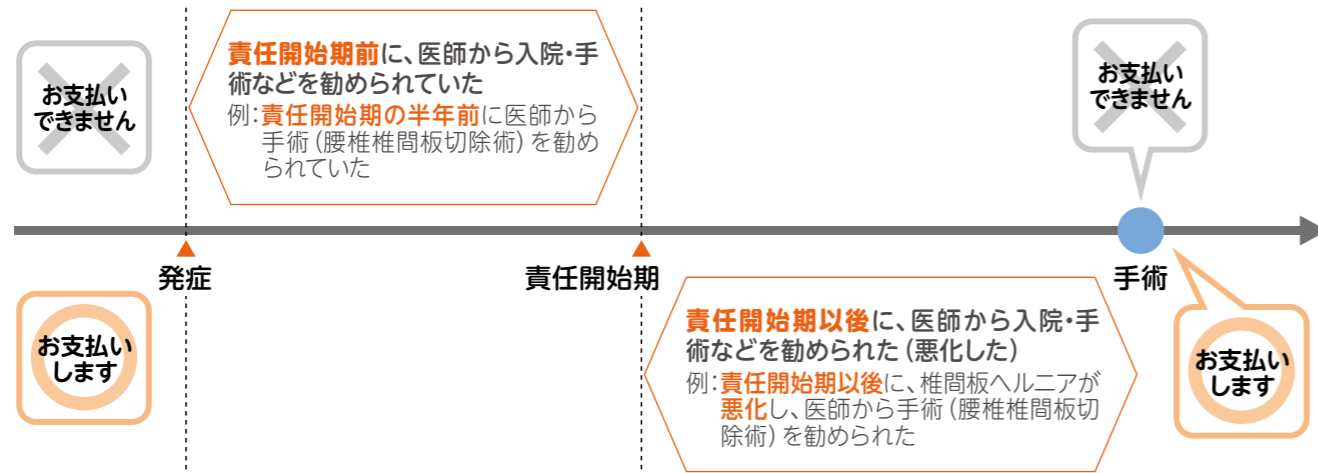 お支払い
できません
責任開始期前に、医師から入院・手
術などを勧められていた
例：責任開始期の半年前に医師から
手術（腰椎椎間板切除術）を勧め
られていた
お支払い
できません
発症
責任開始期
手術
お支払い
します
責任開始期以後に、医師から入院・手
術などを勧められた（悪化した）
例：責任開始期以後に、椎間板ヘルニアが
悪化し、医師から手術（腰椎椎間板切
除術）を勧められた
お支払い
します